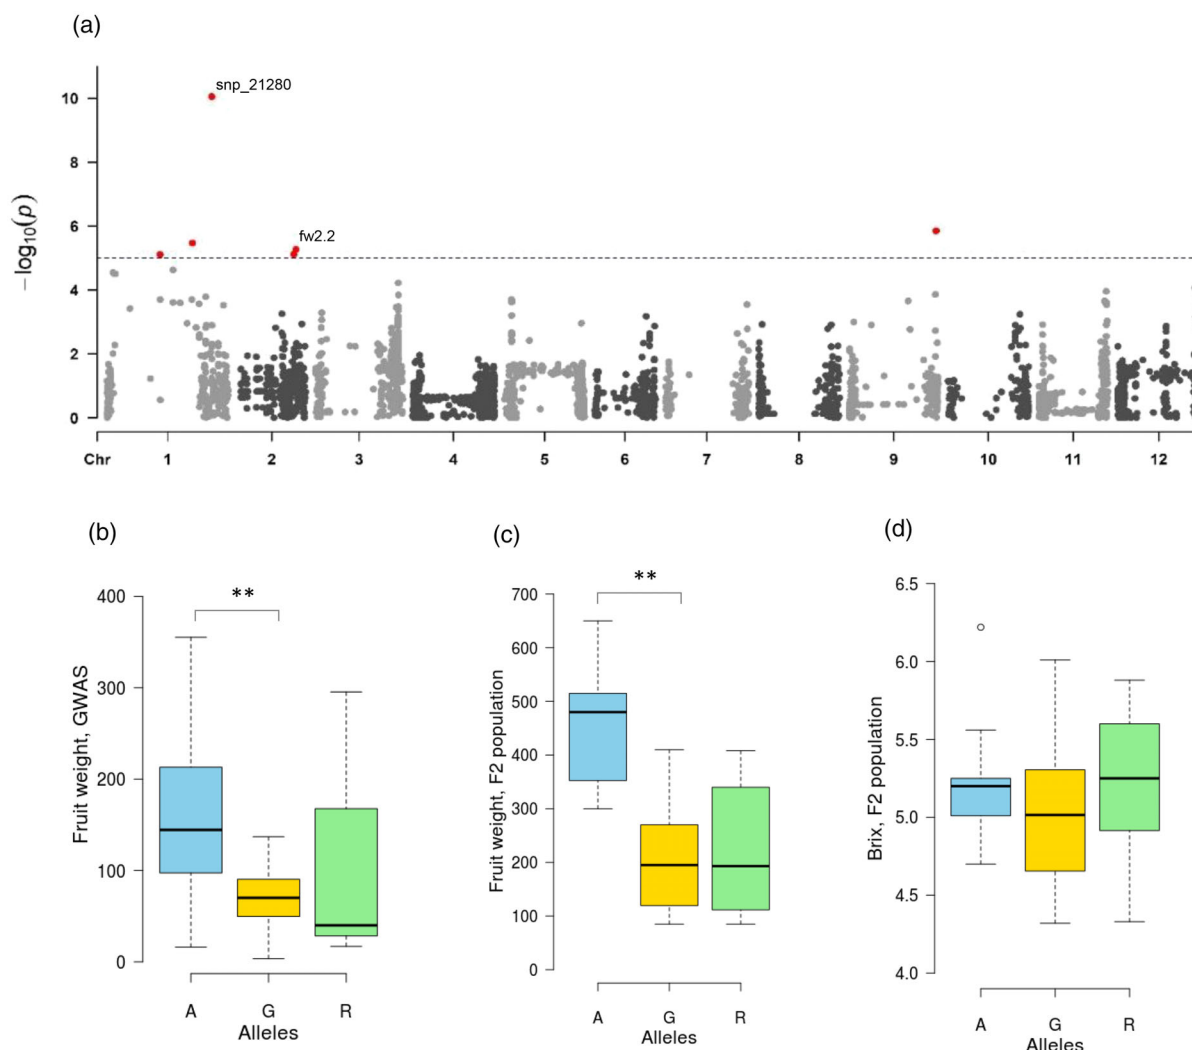 (a)
snp_21280
fw2.2
−log10(p)
10
8
6
4
2
0
Chr 1 2 3 4 5 6 7 8 9 10 11 12
(b)
**
Fruit weight, GWAS
400
300
200
100
0
A G R
Alleles
(c)
**
Fruit weight, F2 population
700
600
500
400
300
200
100
0
A G R
Alleles
(d)
Brix, F2 population
6.5
6.0
5.5
5.0
4.5
4.0
A G R
Alleles